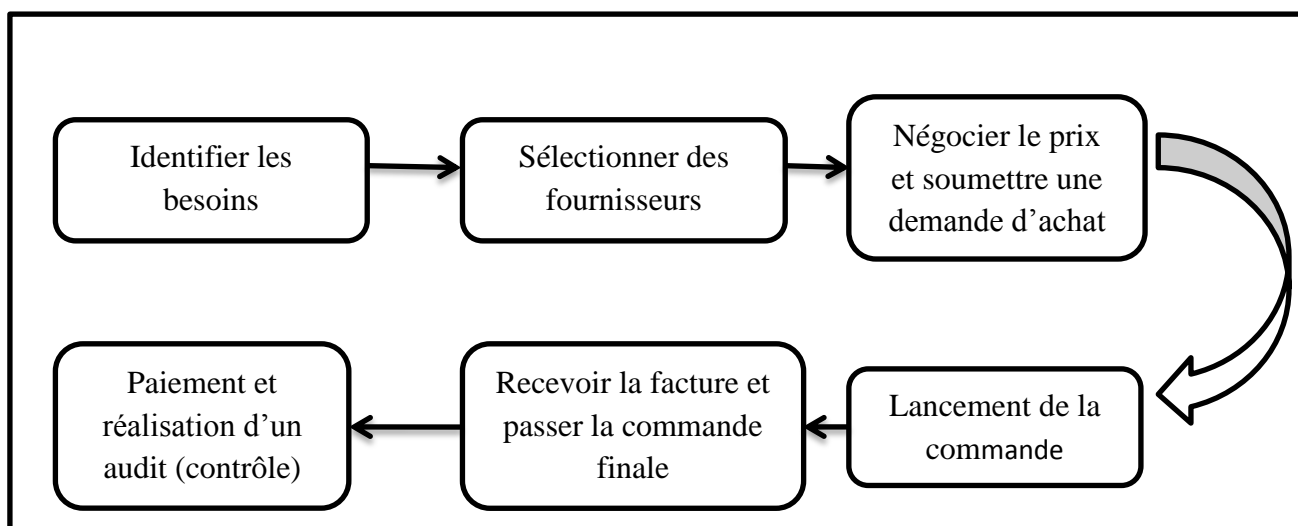 Identifier les
besoins
Sélectionner des
fournisseurs
Négocier le prix
et soumettre une
demande d’achat
Lancement de la
commande
Recevoir la facture et
passer la commande
finale
Paiement et
réalisation d’un
audit (contrôle)